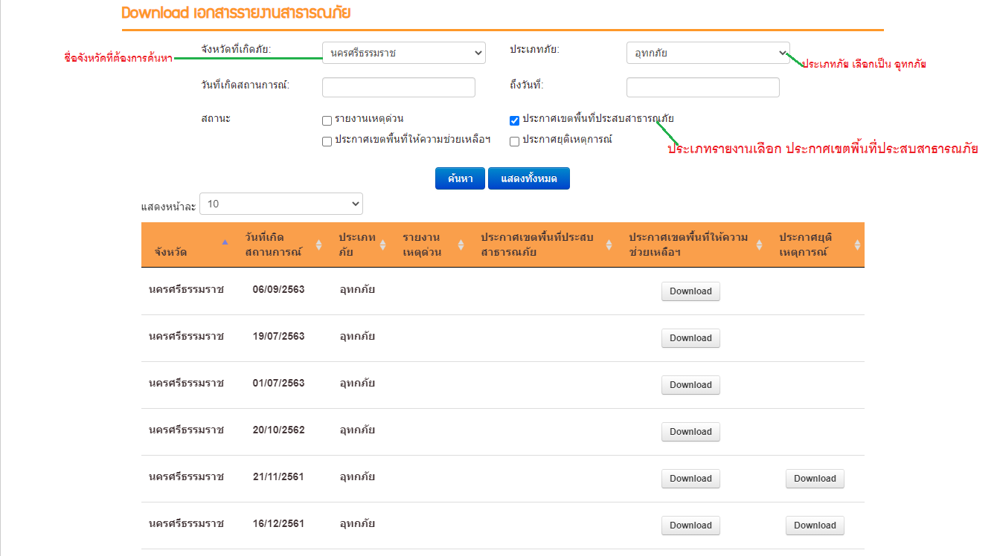 Download เอกสารรายงานสาธารณภัย
จังหวัดที่เกิดภัย: นครศรีธรรมราช ประเภทภัย: อุทกภัย
ชื่อจังหวัดที่ต้องการค้นหา
ประเภทภัย เลือกเป็น อุทกภัย
วันที่เกิดสถานการณ์: ถึงวันที่:
สถานะ รายงานเหตุด่วน ประกาศเขตพื้นที่ประสบสาธารณภัย
ประกาศเขตพื้นที่ให้ความช่วยเหลือฯ ประกาศยุติเหตุการณ์
ประเภทรายงานเลือก ประกาศเขตพื้นที่ประสบสาธารณภัย
ค้นหา แสดงทั้งหมด
แสดงหน้าละ 10
จังหวัด วันที่เกิดสถานการณ์ ประเภทภัย รายงานเหตุด่วน ประกาศเขตพื้นที่ประสบสาธารณภัย ประกาศเขตพื้นที่ให้ความช่วยเหลือฯ ประกาศยุติเหตุการณ์
นครศรีธรรมราช 06/09/2563 อุทกภัย Download
นครศรีธรรมราช 19/07/2563 อุทกภัย Download
นครศรีธรรมราช 01/07/2563 อุทกภัย Download
นครศรีธรรมราช 20/10/2562 อุทกภัย Download
นครศรีธรรมราช 21/11/2561 อุทกภัย Download Download
นครศรีธรรมราช 16/12/2561 อุทกภัย Download Download